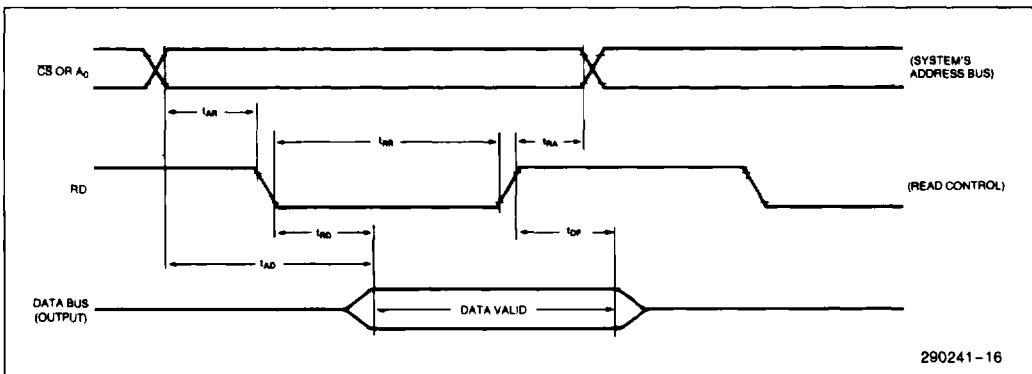 C̅S̅ OR A₀
(SYSTEM'S
ADDRESS BUS)
tAR
tRR
tRA
RD
(READ CONTROL)
tRD
tDF
tAD
DATA BUS
(OUTPUT)
DATA VALID
290241-16